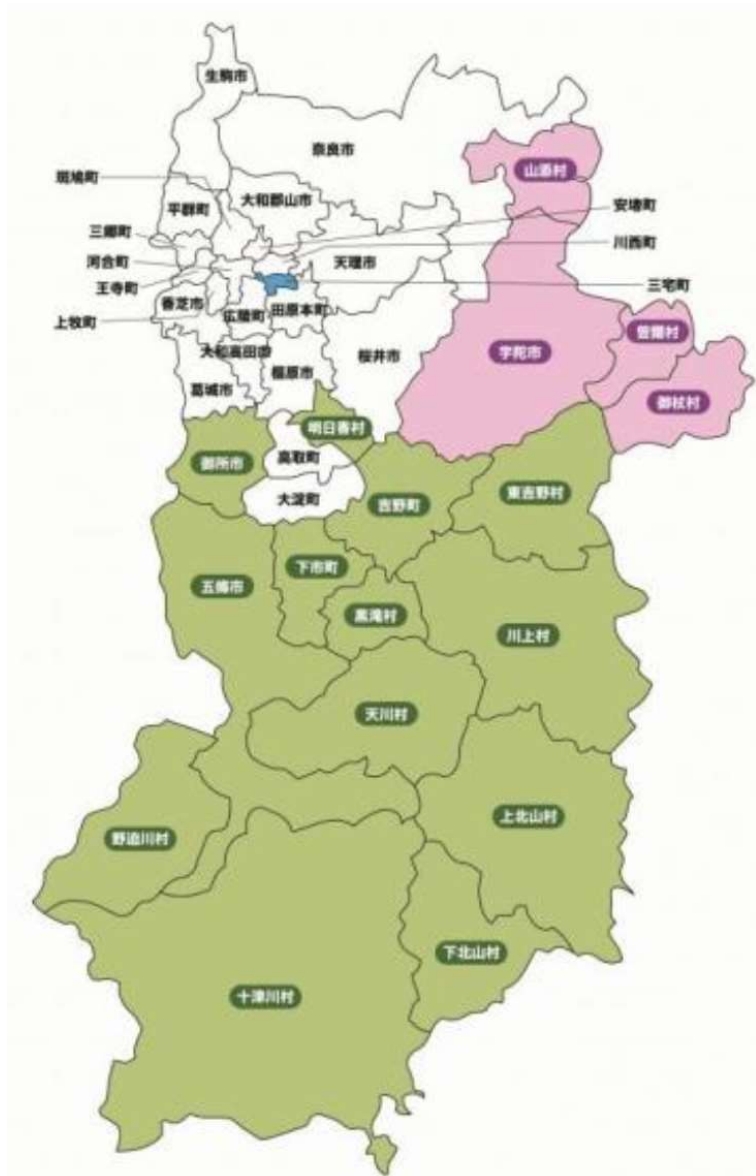 生駒市
奈良市
山添村
斑鳩町
大和郡山市
平群町
安堵町
三郷町
川西町
河合町
天理市
王寺町
三宅町
香芝市
広陵町
田原本町
上牧町
大和高田市
桜井市
宇陀市
曽爾村
橿原市
葛城市
御杖村
明日香村
御所市
高取町
大淀町
吉野町
東吉野村
五條市
下市町
黒滝村
川上村
天川村
上北山村
野迫川村
下北山村
十津川村